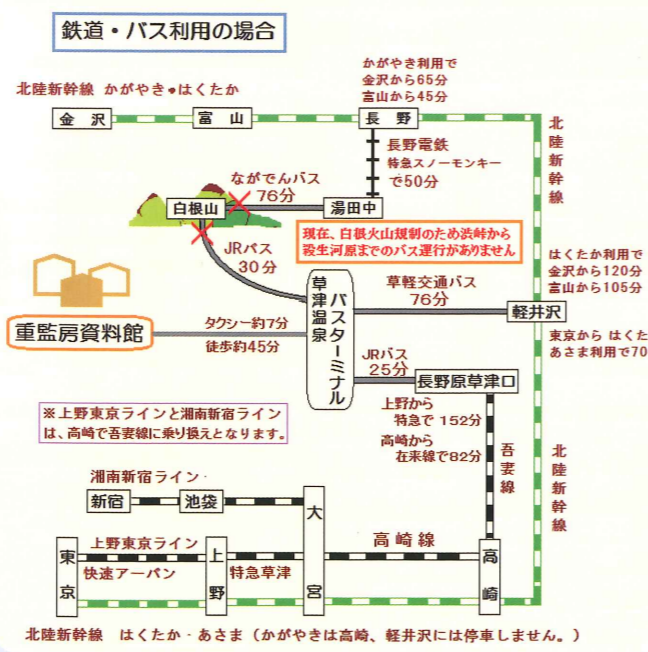 鉄道・バス利用の場合
かがやき利用で
金沢から65分
富山から45分
北陸新幹線 かがやき・はくたか
金沢
富山
長野
北陸新幹線
長野電鉄
特急スノーモンキー
で50分
ながでんバス
76分
白根山
湯田中
現在、白根火山規制のため渋峠から
殺生河原までのバス運行がありません
JRバス
30分
はくたか利用で
金沢から120分
富山から105分
草津温泉
バスターミナル
草軽交通バス
76分
軽井沢
重監房資料館
タクシー約7分
徒歩約45分
東京から はくた
あさま利用で70
JRバス
25分
長野原草津口
※上野東京ラインと湘南新宿ライン
は、高崎で吾妻線に乗り換えとなります。
上野から
特急で 152分
高崎から
在来線で82分
吾妻線
北陸新幹線
湘南新宿ライン
新宿
池袋
大宮
東京
上野東京ライン
快速アーバン
上野
特急草津
高崎線
高崎
北陸新幹線 はくたか・あさま（かがやきは高崎、軽井沢には停車しません。）